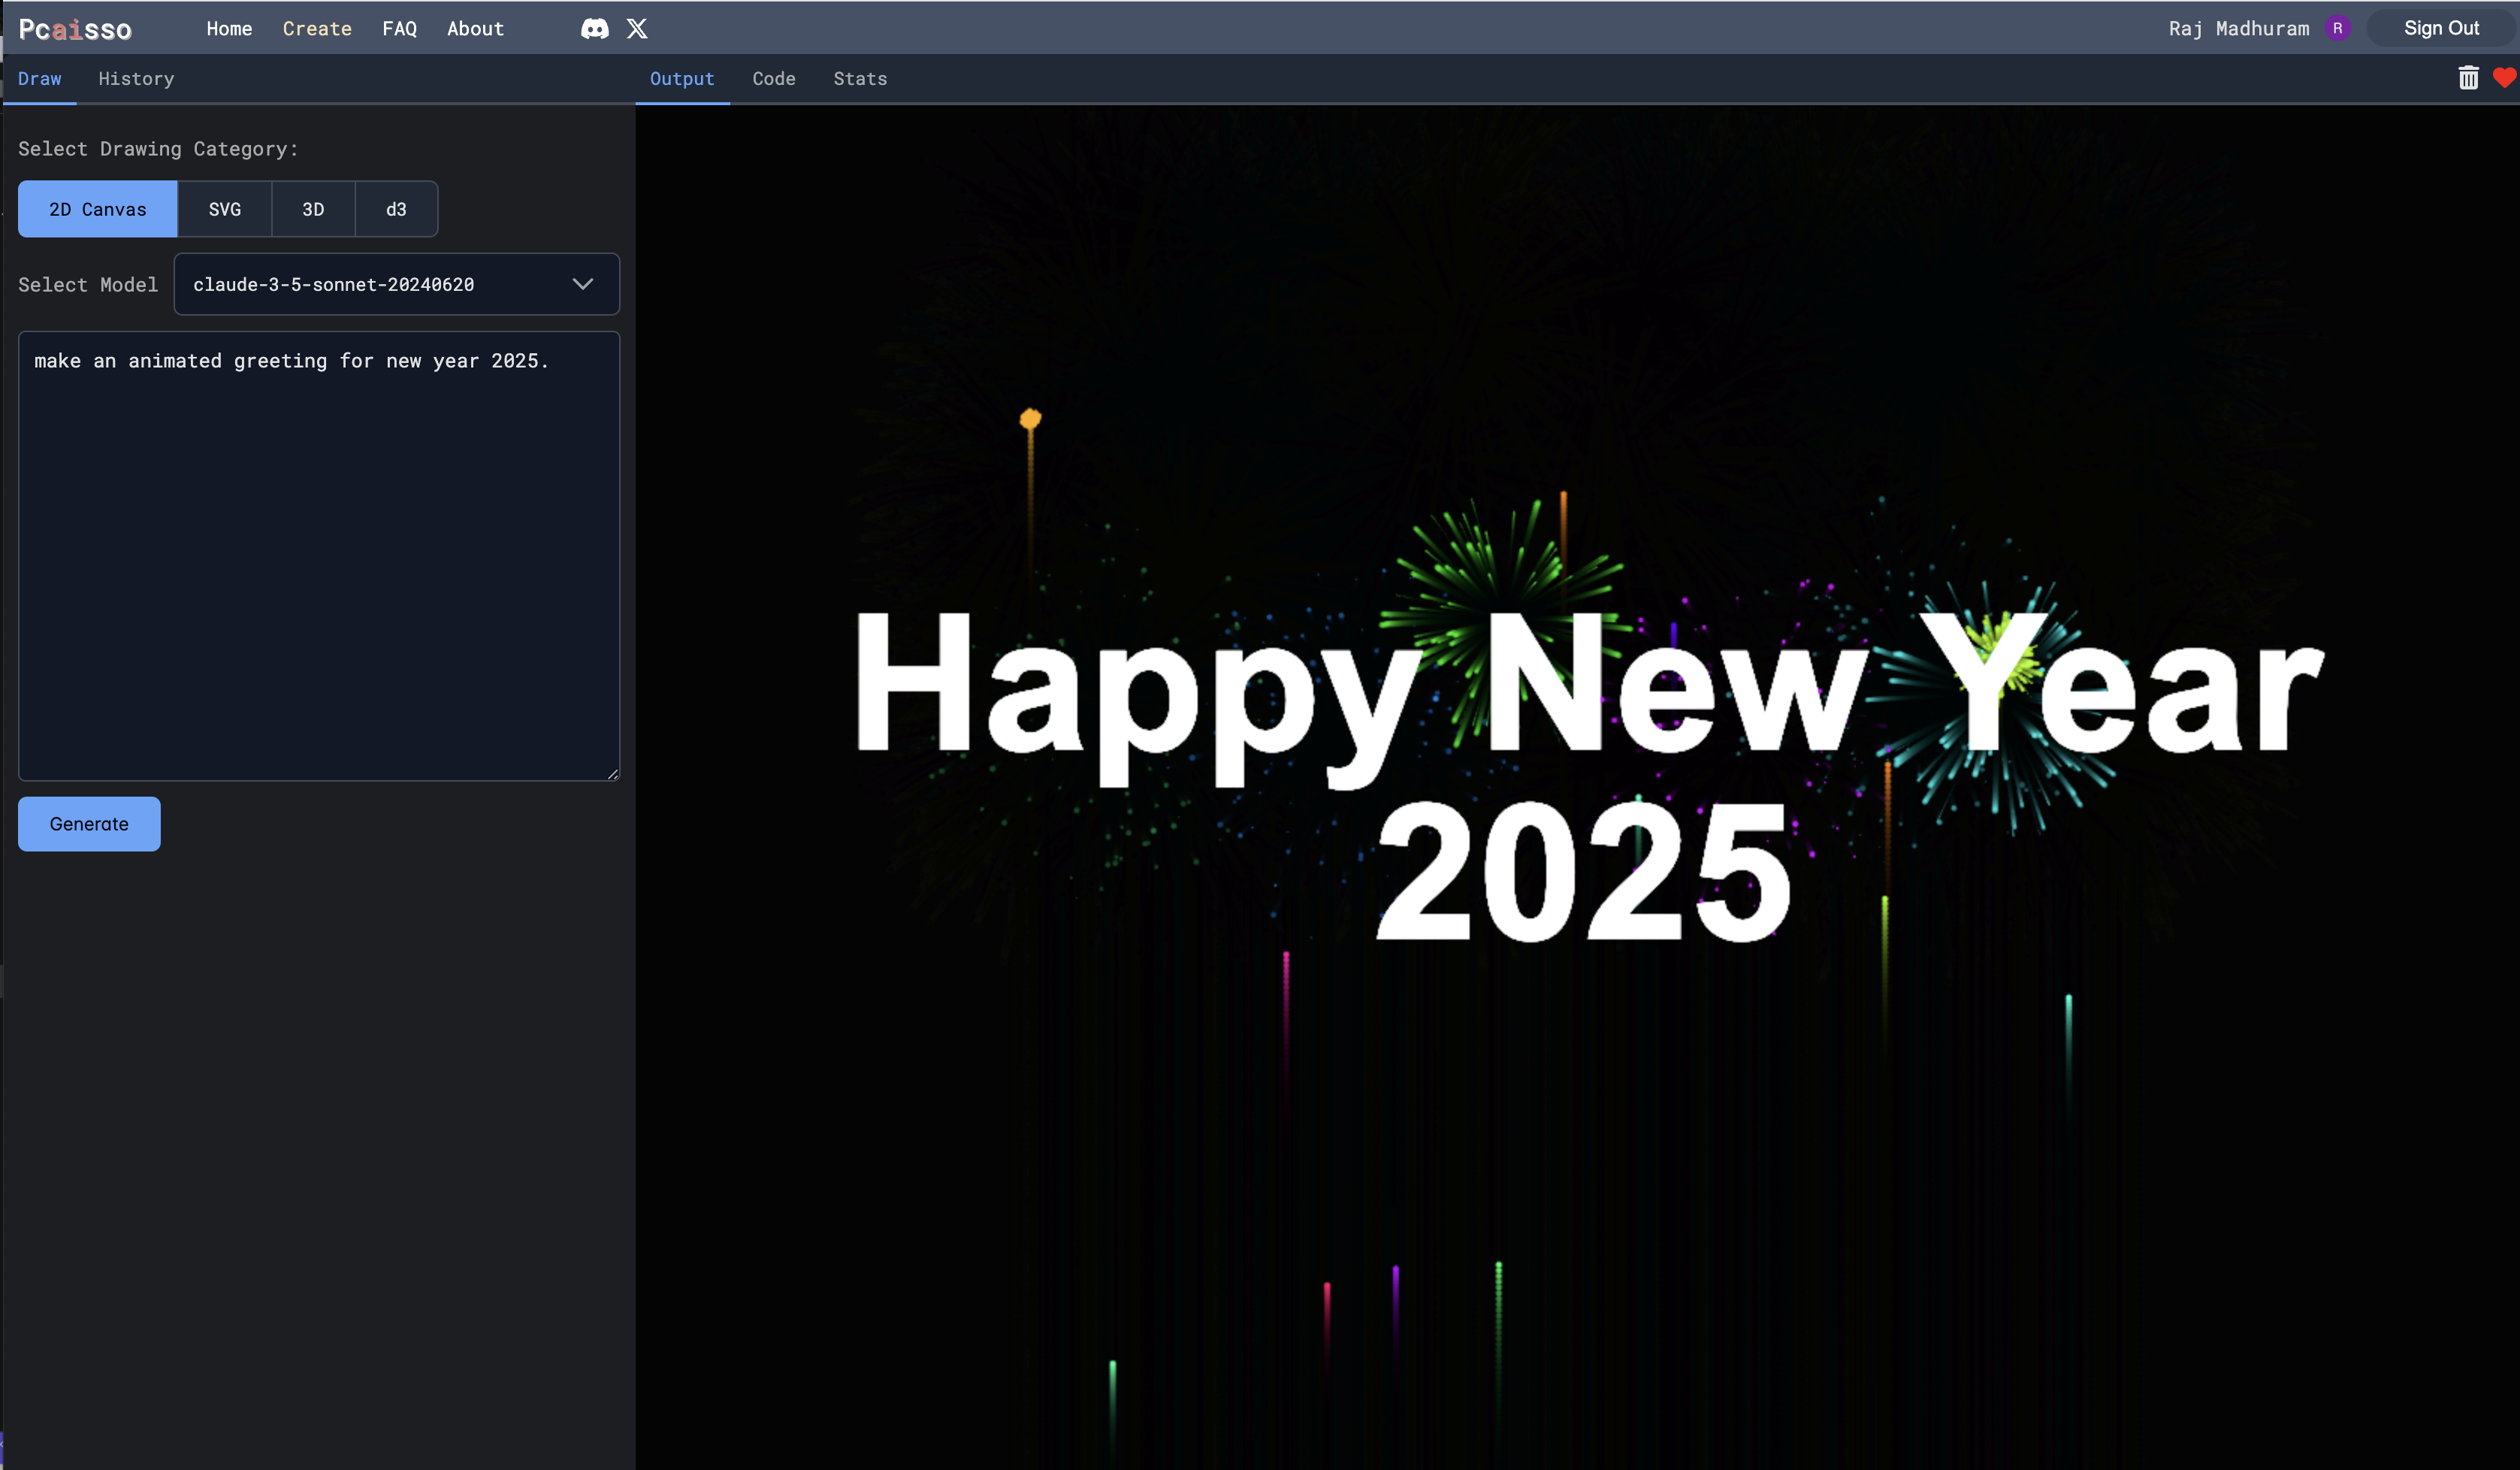 Pcaisso Home Create FAQ About Raj Madhuram R Sign Out
Draw History Output Code Stats
Select Drawing Category:
2D Canvas SVG 3D d3
Select Model claude-3-5-sonnet-20240620
make an animated greeting for new year 2025.
Generate
Happy New Year
2025